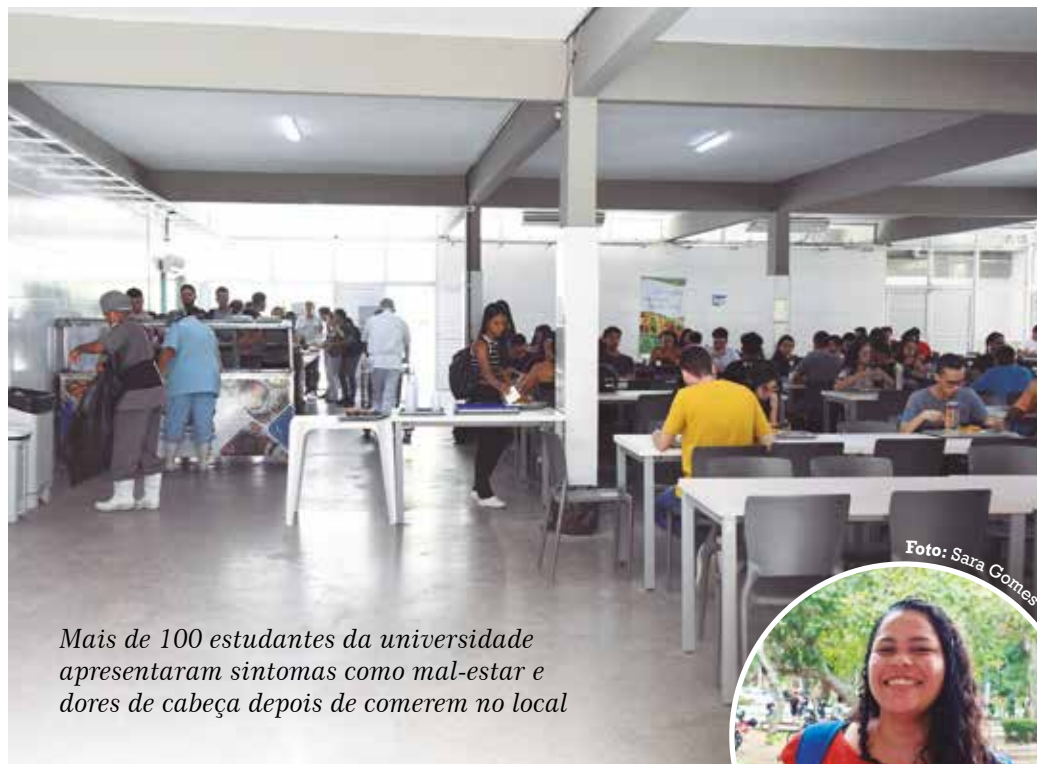 Foto: Sara Gomes
Mais de 100 estudantes da universidade
apresentaram sintomas como mal-estar e
dores de cabeça depois de comerem no local